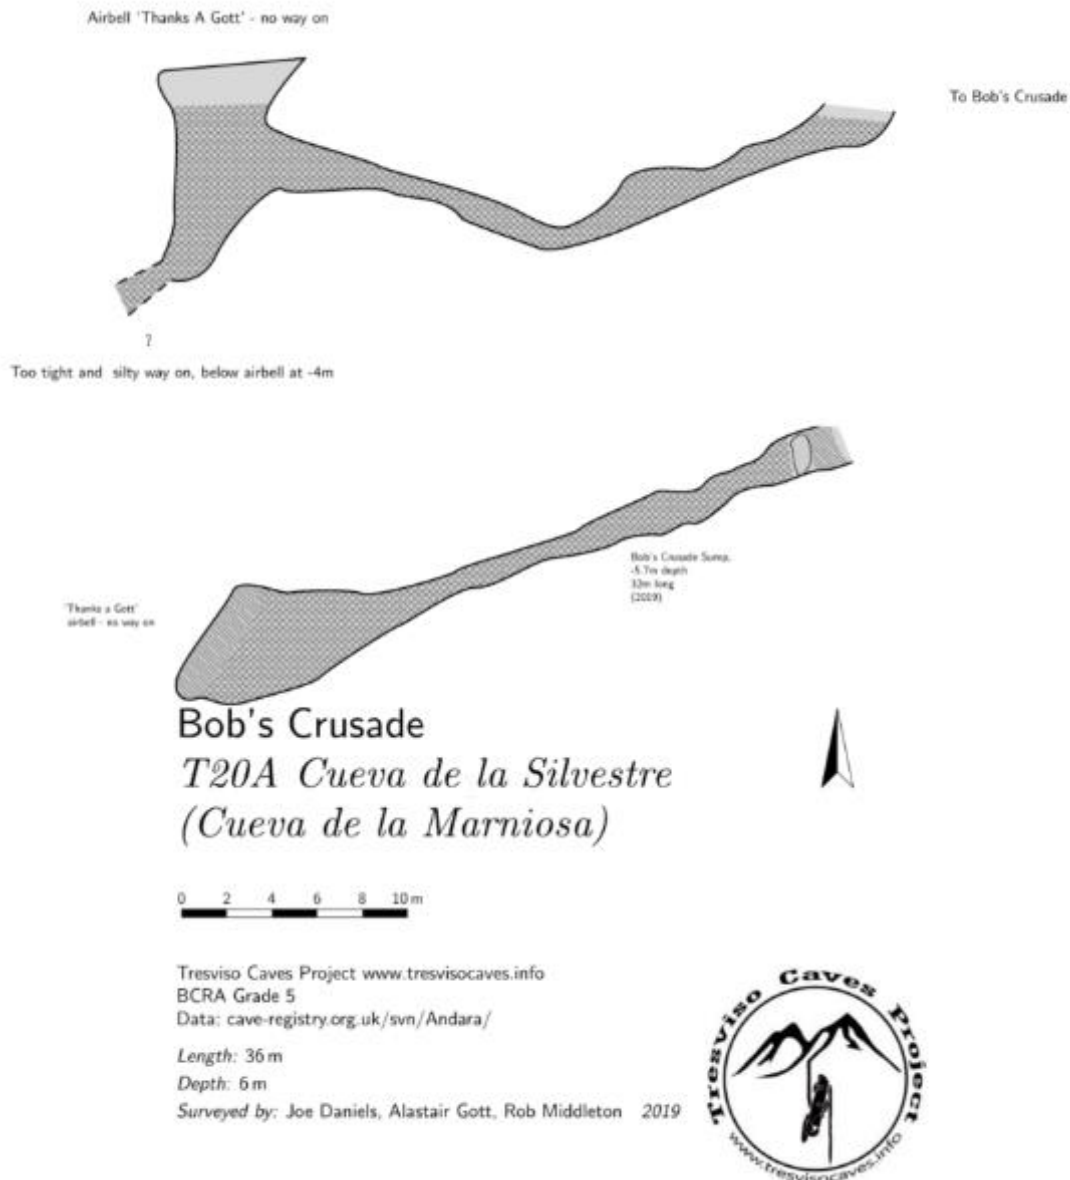 Airbell 'Thanks A Gott' - no way on
To Bob's Crusade
?
Too tight and silty way on, below airbell at -4m
Bob's Crusade Sump,
-5.7m depth
32m long
(2019)
'Thanks a Gott'
airbell - no way on
Bob's Crusade
T20A Cueva de la Silvestre
(Cueva de la Marniosa)
0 2 4 6 8 10 m
Tresviso Caves Project www.tresvisocaves.info
BCRA Grade 5
Data: cave-registry.org.uk/svn/Andara/
Length: 36 m
Depth: 6 m
Surveyed by: Joe Daniels, Alastair Gott, Rob Middleton 2019
Tresviso Caves Project
www.tresvisocaves.info